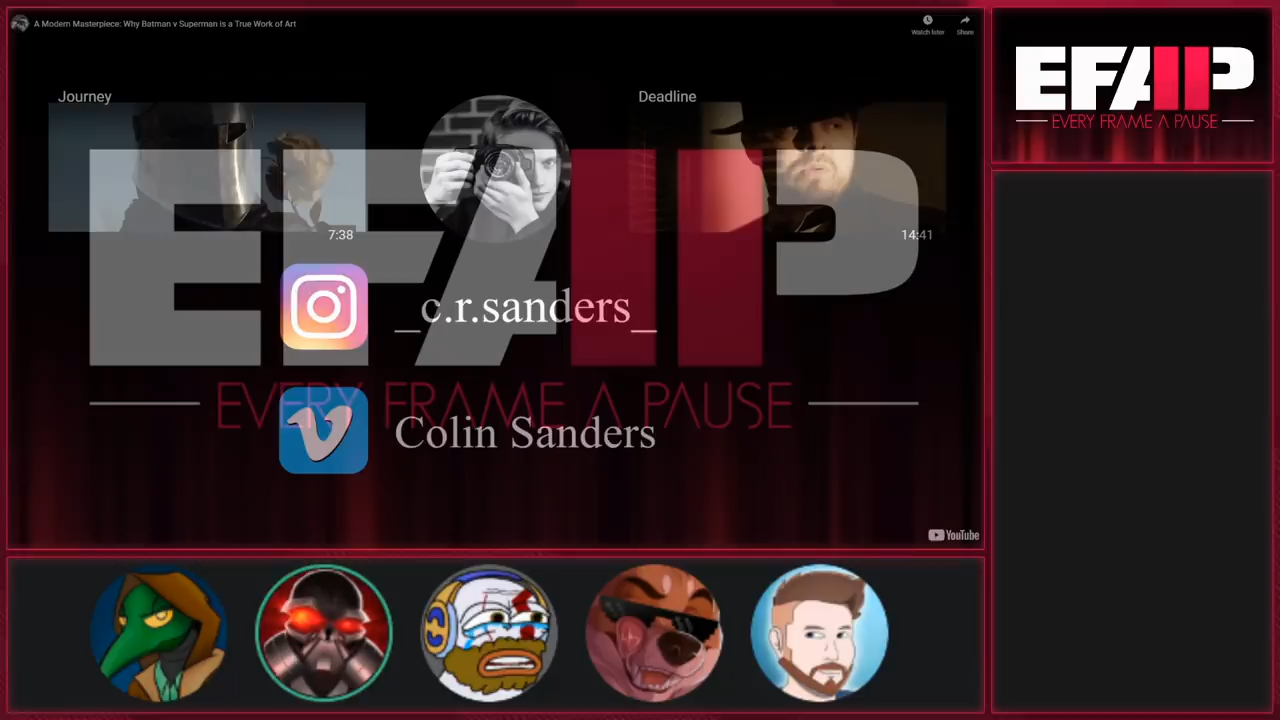 A Modern Masterpiece: Why Batman v Superman is a True Work of Art
Watch later
Share
Journey
Deadline
7:38
14:41
EFAP
EVERY FRAME A PAUSE
_c.r.sanders_
Colin Sanders
YouTube
EFAP
EVERY FRAME A PAUSE